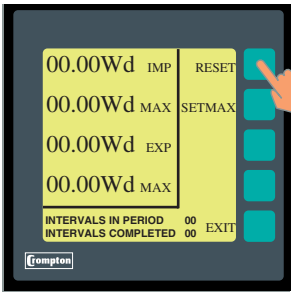 00.00Wd IMP RESET
00.00Wd MAX SETMAX
00.00Wd EXP
00.00Wd MAX
INTERVALS IN PERIOD 00
INTERVALS COMPLETED 00 EXIT
Crompton